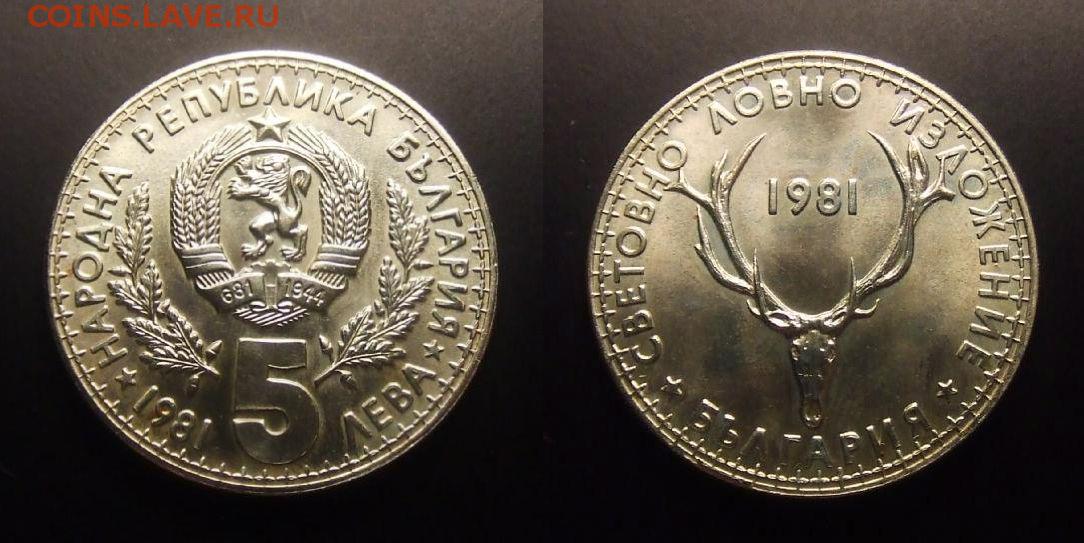 COINS.LAVE.RU
НАРОДНА РЕПУБЛИКА БЪЛГАРИЯ
681 1944
★ 1981 5 ЛЕВА ★
СВЕТОВНО ЛОВНО ИЗЛОЖЕНИЕ
1981
★ БЪЛГАРИЯ ★